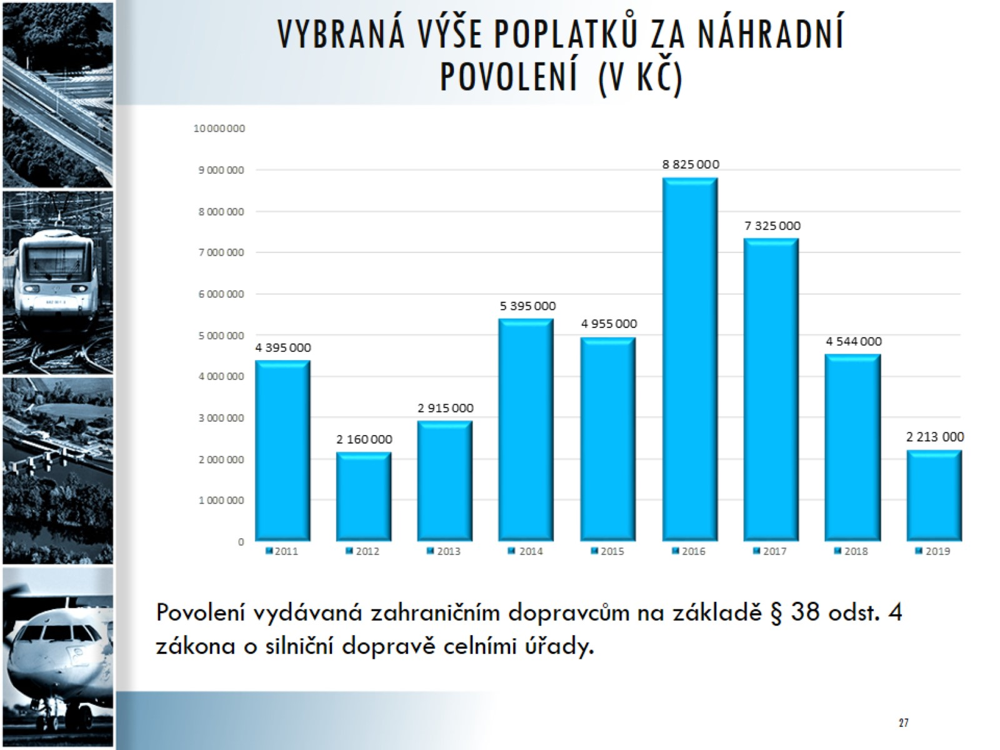 VYBRANÁ VÝŠE POPLATKŮ ZA NÁHRADNÍ
POVOLENÍ (V KČ)
10 000 000
9 000 000
8 000 000
7 000 000
6 000 000
5 000 000
4 000 000
3 000 000
2 000 000
1 000 000
0
4 395 000
2 160 000
2 915 000
5 395 000
4 955 000
8 825 000
7 325 000
4 544 000
2 213 000
2011 2012 2013 2014 2015 2016 2017 2018 2019
Povolení vydávaná zahraničním dopravcům na základě § 38 odst. 4
zákona o silniční dopravě celními úřady.
27